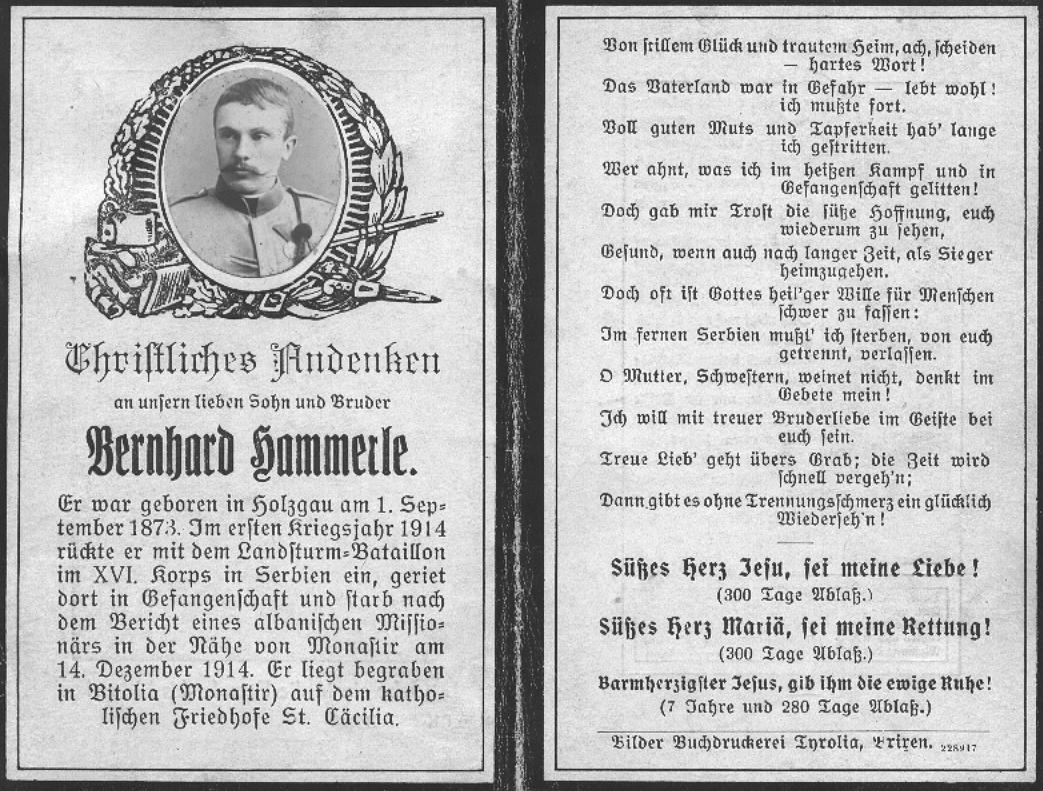 Christliches Andenken
an unsern lieben Sohn und Bruder
Bernhard Hammerle.
Er war geboren in Holzgau am 1. Sep-
tember 1873. Im ersten Kriegsjahr 1914
rückte er mit dem Landsturm-Bataillon
im XVI. Korps in Serbien ein, geriet
dort in Gefangenschaft und starb nach
dem Bericht eines albanischen Missio-
närs in der Nähe von Monastir am
14. Dezember 1914. Er liegt begraben
in Bitolia (Monastir) auf dem katho-
lischen Friedhofe St. Cäcilia.
Von stillem Glück und trautem Heim, ach, scheiden
— hartes Wort!
Das Vaterland war in Gefahr — lebt wohl!
ich mußte fort.
Voll guten Muts und Tapferkeit hab' lange
ich gestritten.
Wer ahnt, was ich im heißen Kampf und in
Gefangenschaft gelitten!
Doch gab mir Trost die süße Hoffnung, euch
wiederum zu sehen,
Gesund, wenn auch nach langer Zeit, als Sieger
heimzugehen.
Doch oft ist Gottes heil'ger Wille für Menschen
schwer zu fassen:
Im fernen Serbien mußt' ich sterben, von euch
getrennt, verlassen.
O Mutter, Schwestern, weinet nicht, denkt im
Gebete mein!
Ich will mit treuer Bruderliebe im Geiste bei
euch sein.
Treue Lieb' geht übers Grab; die Zeit wird
schnell vergeh'n;
Dann gibt es ohne Trennungsschmerz ein glücklich
Wiederseh'n!
Süßes Herz Jesu, sei meine Liebe!
(300 Tage Ablaß.)
Süßes Herz Mariä, sei meine Rettung!
(300 Tage Ablaß.)
Barmherzigster Jesus, gib ihm die ewige Ruhe!
(7 Jahre und 280 Tage Ablaß.)
Bilder Buchdruckerei Tyrolia, Brixen. 228917